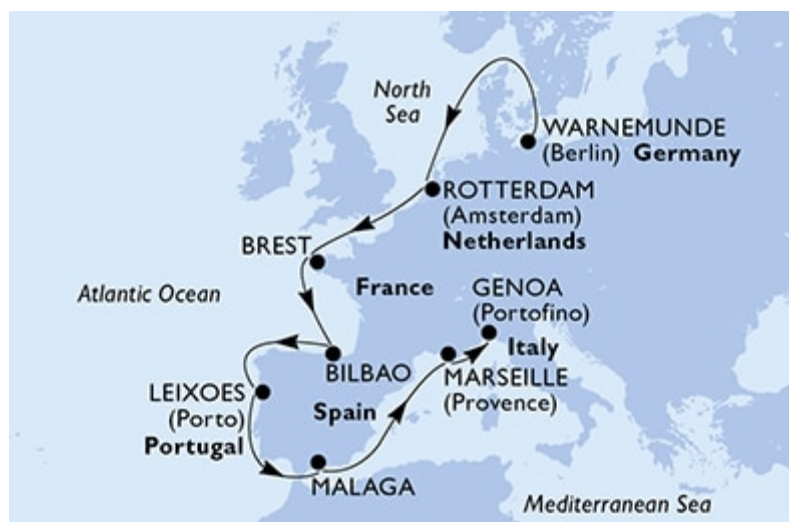 North
Sea
WARNEMUNDE
(Berlin) Germany
ROTTERDAM
(Amsterdam)
Netherlands
BREST
Atlantic Ocean
France
GENOA
(Portofino)
Italy
BILBAO
MARSEILLE
(Provence)
LEIXOES
(Porto)
Portugal
Spain
MALAGA
Mediterranean Sea